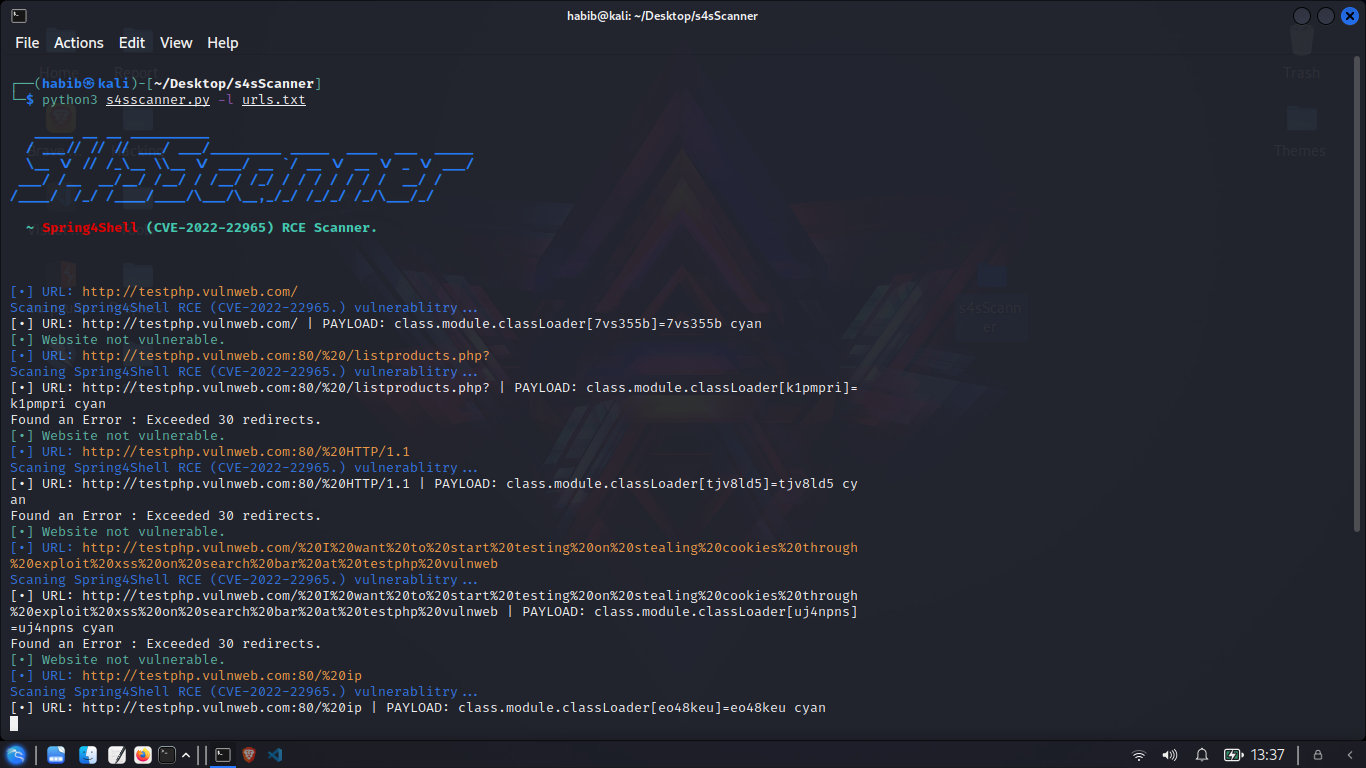 habib@kali: ~/Desktop/s4sScanner
File Actions Edit View Help
Trash
Themes
s4sScann
er
┌──(habib㉿kali)-[~/Desktop/s4sScanner]
└─$ python3 s4sscanner.py -l urls.txt
S4SScanner
~ Spring4Shell (CVE-2022-22965) RCE Scanner.
[•] URL: http://testphp.vulnweb.com/
Scaning Spring4Shell RCE (CVE-2022-22965.) vulnerablitry...
[•] URL: http://testphp.vulnweb.com/ | PAYLOAD: class.module.classLoader[7vs355b]=7vs355b cyan
[•] Website not vulnerable.
[•] URL: http://testphp.vulnweb.com:80/%20/listproducts.php?
Scaning Spring4Shell RCE (CVE-2022-22965.) vulnerablitry...
[•] URL: http://testphp.vulnweb.com:80/%20/listproducts.php? | PAYLOAD: class.module.classLoader[k1pmpri]=
k1pmpri cyan
Found an Error : Exceeded 30 redirects.
[•] Website not vulnerable.
[•] URL: http://testphp.vulnweb.com:80/%20HTTP/1.1
Scaning Spring4Shell RCE (CVE-2022-22965.) vulnerablitry...
[•] URL: http://testphp.vulnweb.com:80/%20HTTP/1.1 | PAYLOAD: class.module.classLoader[tjv8ld5]=tjv8ld5 cy
an
Found an Error : Exceeded 30 redirects.
[•] Website not vulnerable.
[•] URL: http://testphp.vulnweb.com/%20I%20want%20to%20start%20testing%20on%20stealing%20cookies%20through
%20exploit%20xss%20on%20search%20bar%20at%20testphp%20vulnweb
Scaning Spring4Shell RCE (CVE-2022-22965.) vulnerablitry...
[•] URL: http://testphp.vulnweb.com/%20I%20want%20to%20start%20testing%20on%20stealing%20cookies%20through
%20exploit%20xss%20on%20search%20bar%20at%20testphp%20vulnweb | PAYLOAD: class.module.classLoader[uj4npns]
=uj4npns cyan
Found an Error : Exceeded 30 redirects.
[•] Website not vulnerable.
[•] URL: http://testphp.vulnweb.com:80/%20ip
Scaning Spring4Shell RCE (CVE-2022-22965.) vulnerablitry...
[•] URL: http://testphp.vulnweb.com:80/%20ip | PAYLOAD: class.module.classLoader[eo48keu]=eo48keu cyan
13:37